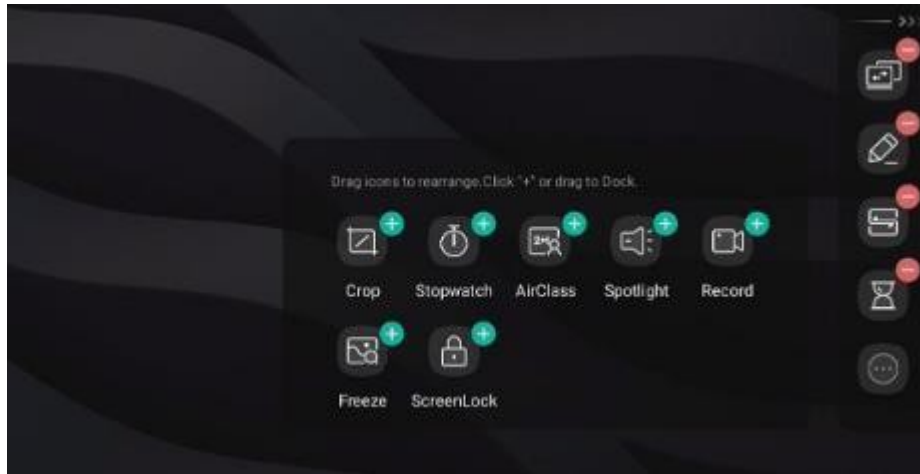 Drag icons to rearrange.Click "+" or drag to Dock.
Crop Stopwatch AirClass Spotlight Record
Freeze ScreenLock